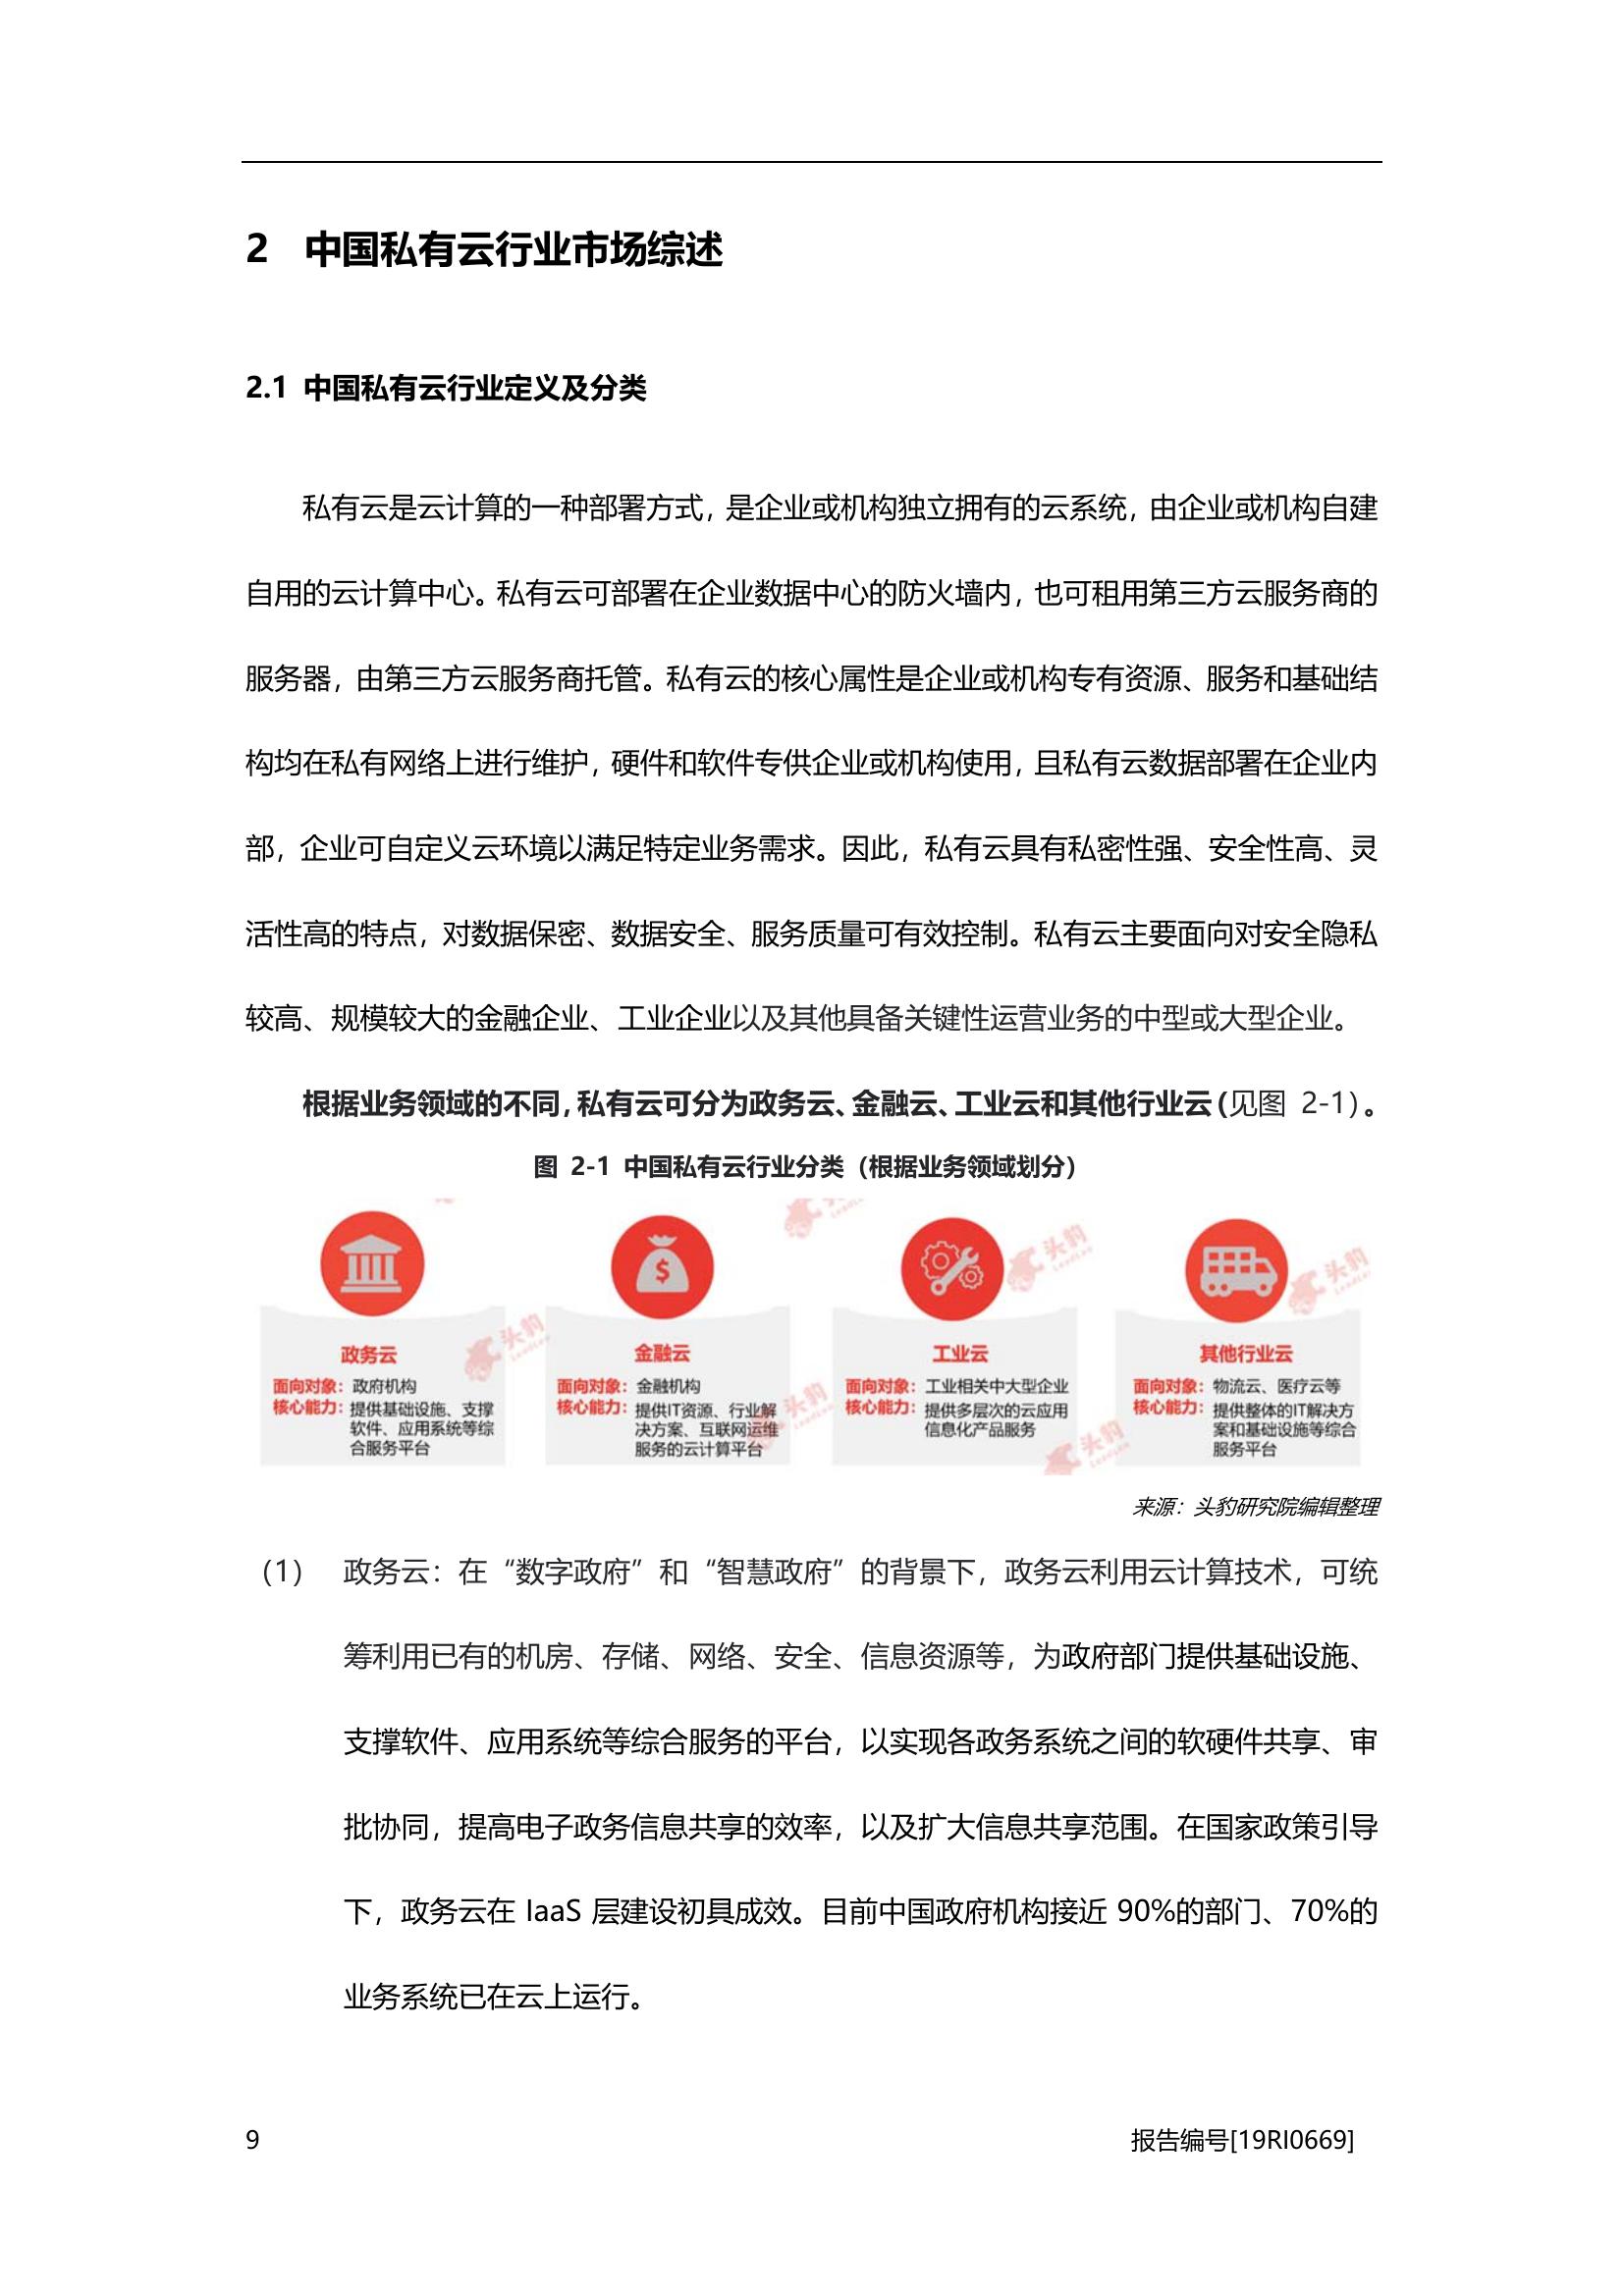 2 中国私有云行业市场综述
2.1 中国私有云行业定义及分类
私有云是云计算的一种部署方式，是企业或机构独立拥有的云系统，由企业或机构自建
自用的云计算中心。私有云可部署在企业数据中心的防火墙内，也可租用第三方云服务商的
服务器，由第三方云服务商托管。私有云的核心属性是企业或机构专有资源、服务和基础结
构均在私有网络上进行维护，硬件和软件专供企业或机构使用，且私有云数据部署在企业内
部，企业可自定义云环境以满足特定业务需求。因此，私有云具有私密性强、安全性高、灵
活性高的特点，对数据保密、数据安全、服务质量可有效控制。私有云主要面向对安全隐私
较高、规模较大的金融企业、工业企业以及其他具备关键性运营业务的中型或大型企业。
根据业务领域的不同，私有云可分为政务云、金融云、工业云和其他行业云（见图 2-1）。
图 2-1 中国私有云行业分类（根据业务领域划分）
政务云
面向对象：政府机构
核心能力：提供基础设施、支撑
软件、应用系统等综
合服务平台
金融云
面向对象：金融机构
核心能力：提供IT资源、行业解
决方案、互联网运维
服务的云计算平台
工业云
面向对象：工业相关中大型企业
核心能力：提供多层次的云应用
信息化产品服务
其他行业云
面向对象：物流云、医疗云等
核心能力：提供整体的IT解决方
案和基础设施等综合
服务平台
头豹
头豹
头豹
头豹
头豹
来源：头豹研究院编辑整理
（1） 政务云：在“数字政府”和“智慧政府”的背景下，政务云利用云计算技术，可统
筹利用已有的机房、存储、网络、安全、信息资源等，为政府部门提供基础设施、
支撑软件、应用系统等综合服务的平台，以实现各政务系统之间的软硬件共享、审
批协同，提高电子政务信息共享的效率，以及扩大信息共享范围。在国家政策引导
下，政务云在 IaaS 层建设初具成效。目前中国政府机构接近 90%的部门、70%的
业务系统已在云上运行。
9
报告编号[19RI0669]